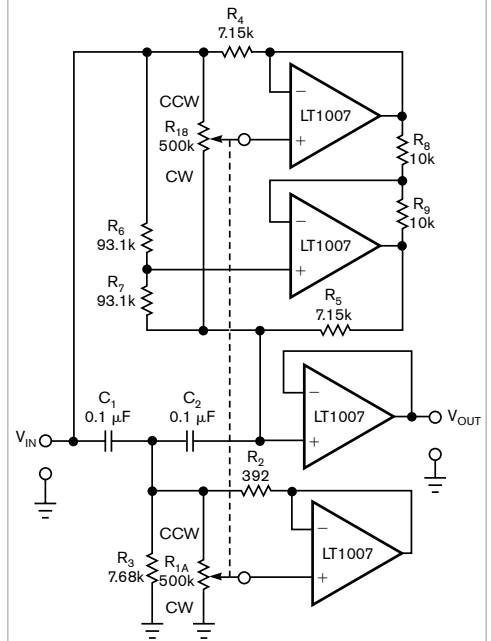 R4
7.15k
CCW
R18
500k
CW
−
LT1007
+
R8
10k
R9
10k
−
LT1007
+
R6
93.1k
R7
93.1k
R5
7.15k
−
LT1007
+
VOUT
C1
0.1 µF
C2
0.1 µF
VIN
R2
392
CCW
R3
7.68k
R1A
500k
CW
−
LT1007
+